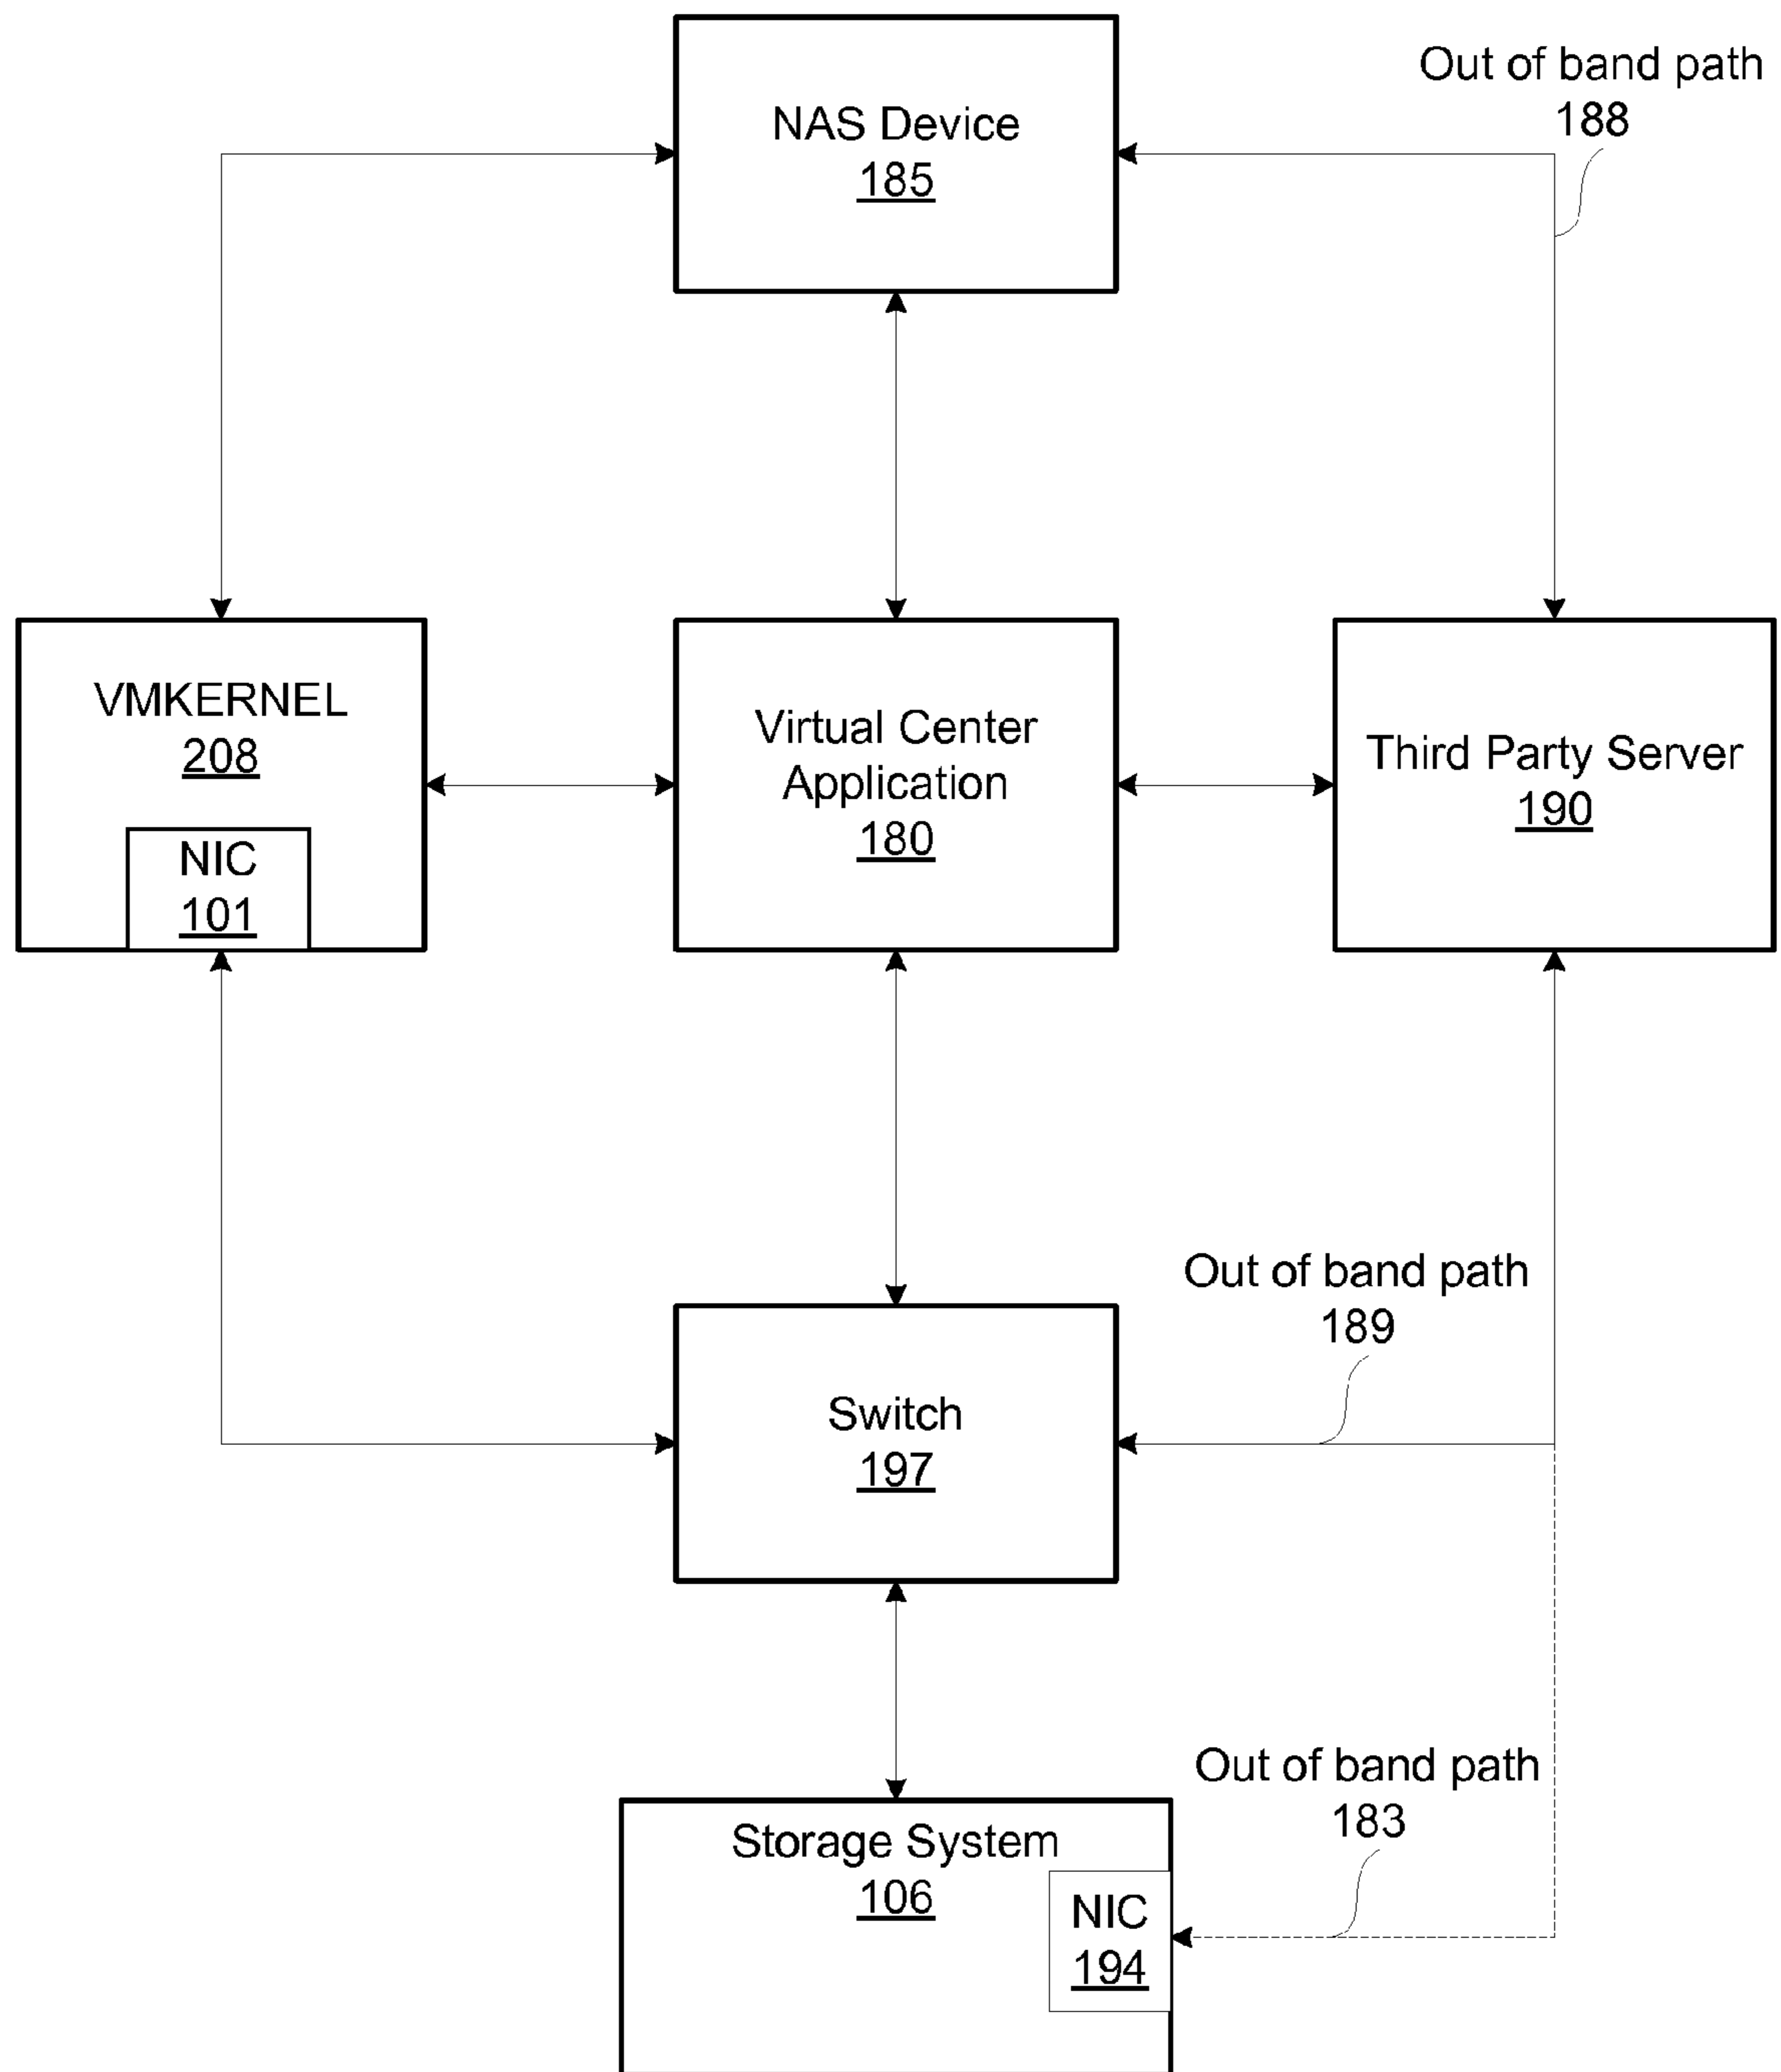 Out of band path
188
NAS Device
185
VMKERNEL
208
NIC
101
Virtual Center
Application
180
Third Party Server
190
Out of band path
189
Switch
197
Out of band path
183
Storage System
106
NIC
194